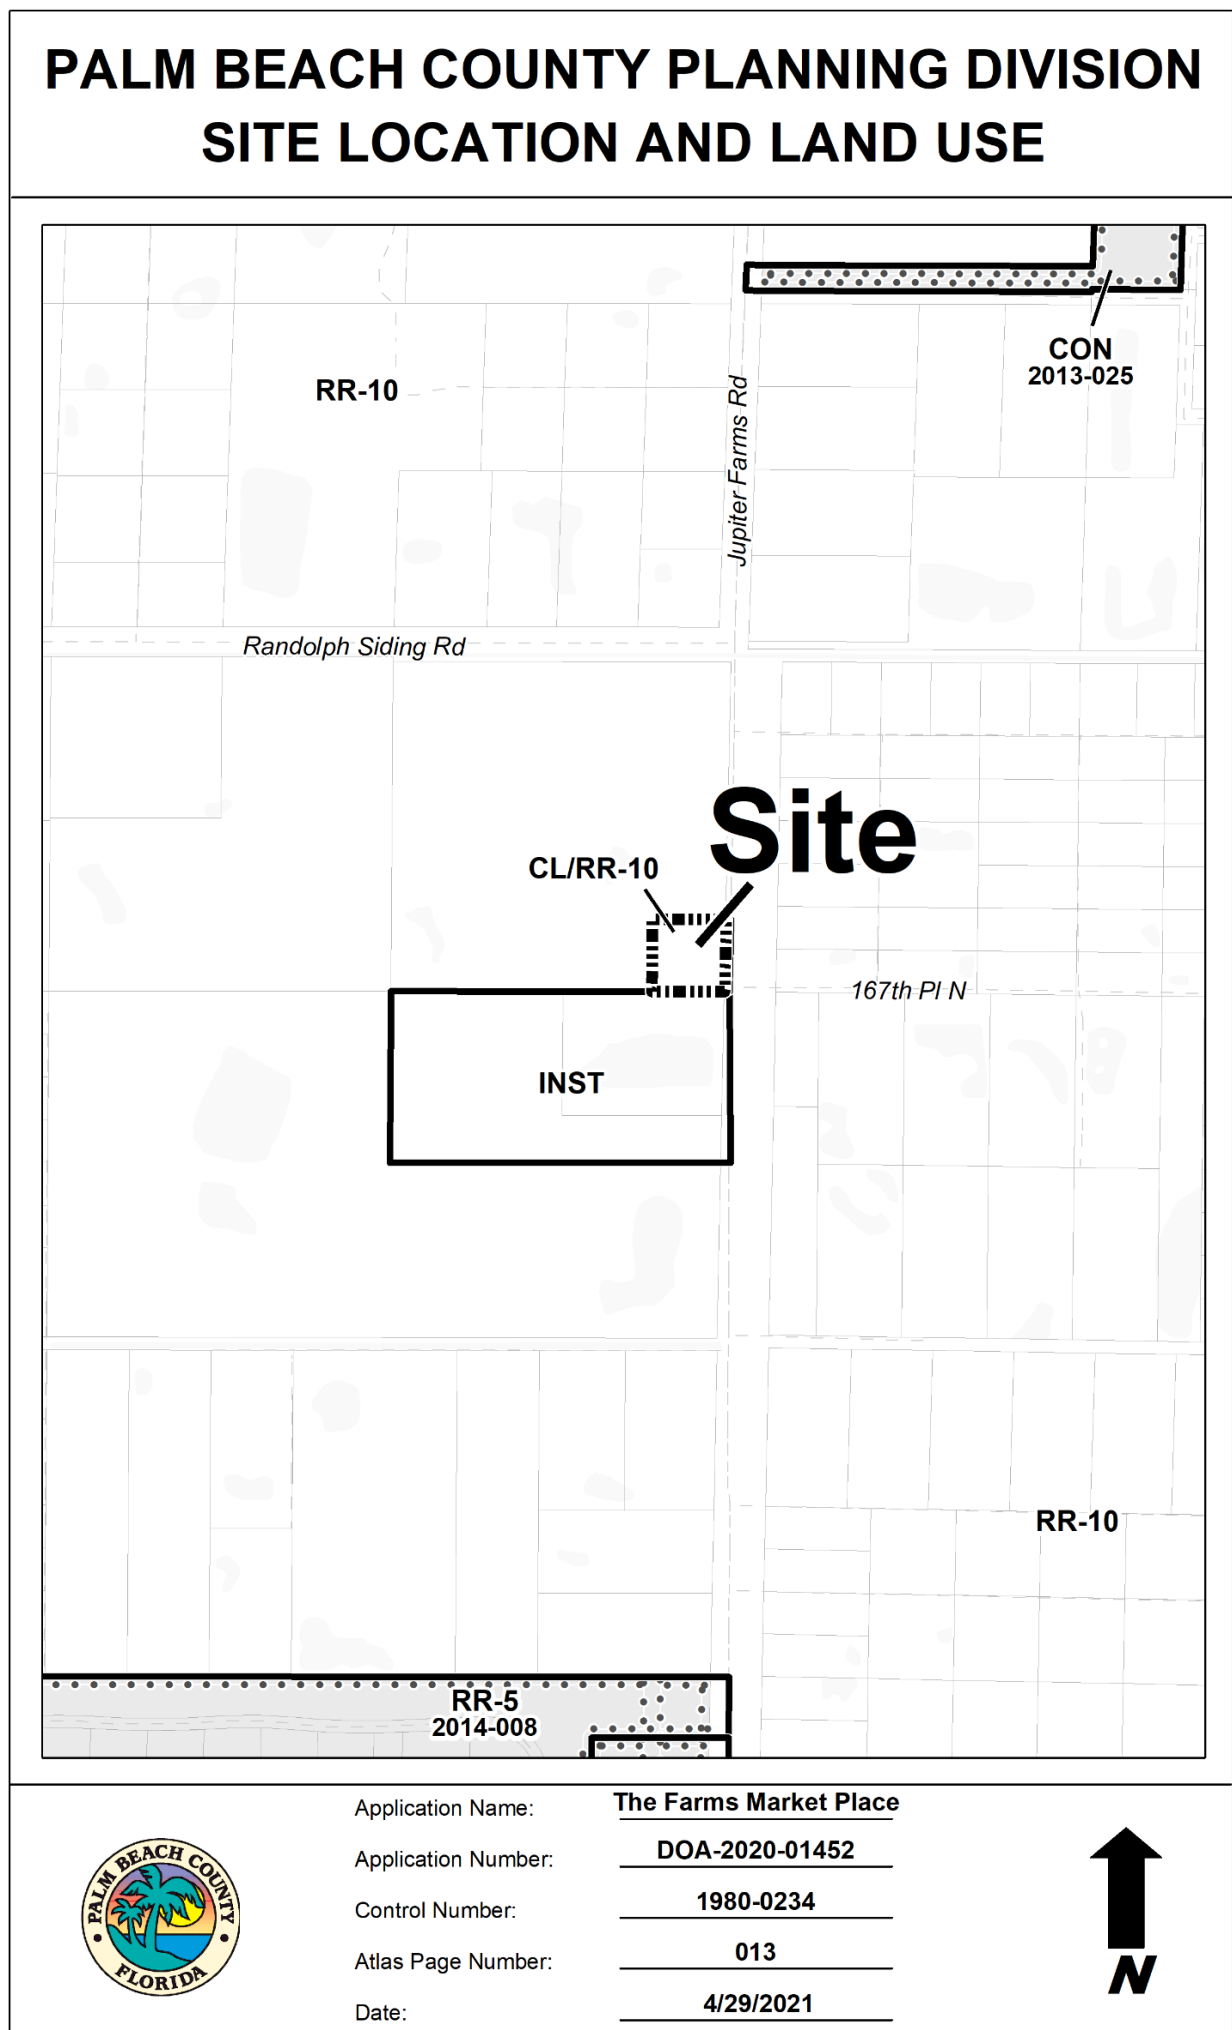 PALM BEACH COUNTY PLANNING DIVISION
SITE LOCATION AND LAND USE
CON
2013-025
RR-10
Jupiter Farms Rd
Randolph Siding Rd
Site
CL/RR-10
167th Pl N
INST
RR-10
RR-5
2014-008
Application Name: The Farms Market Place
Application Number: DOA-2020-01452
Control Number: 1980-0234
Atlas Page Number: 013
Date: 4/29/2021
PALM BEACH COUNTY
FLORIDA
N